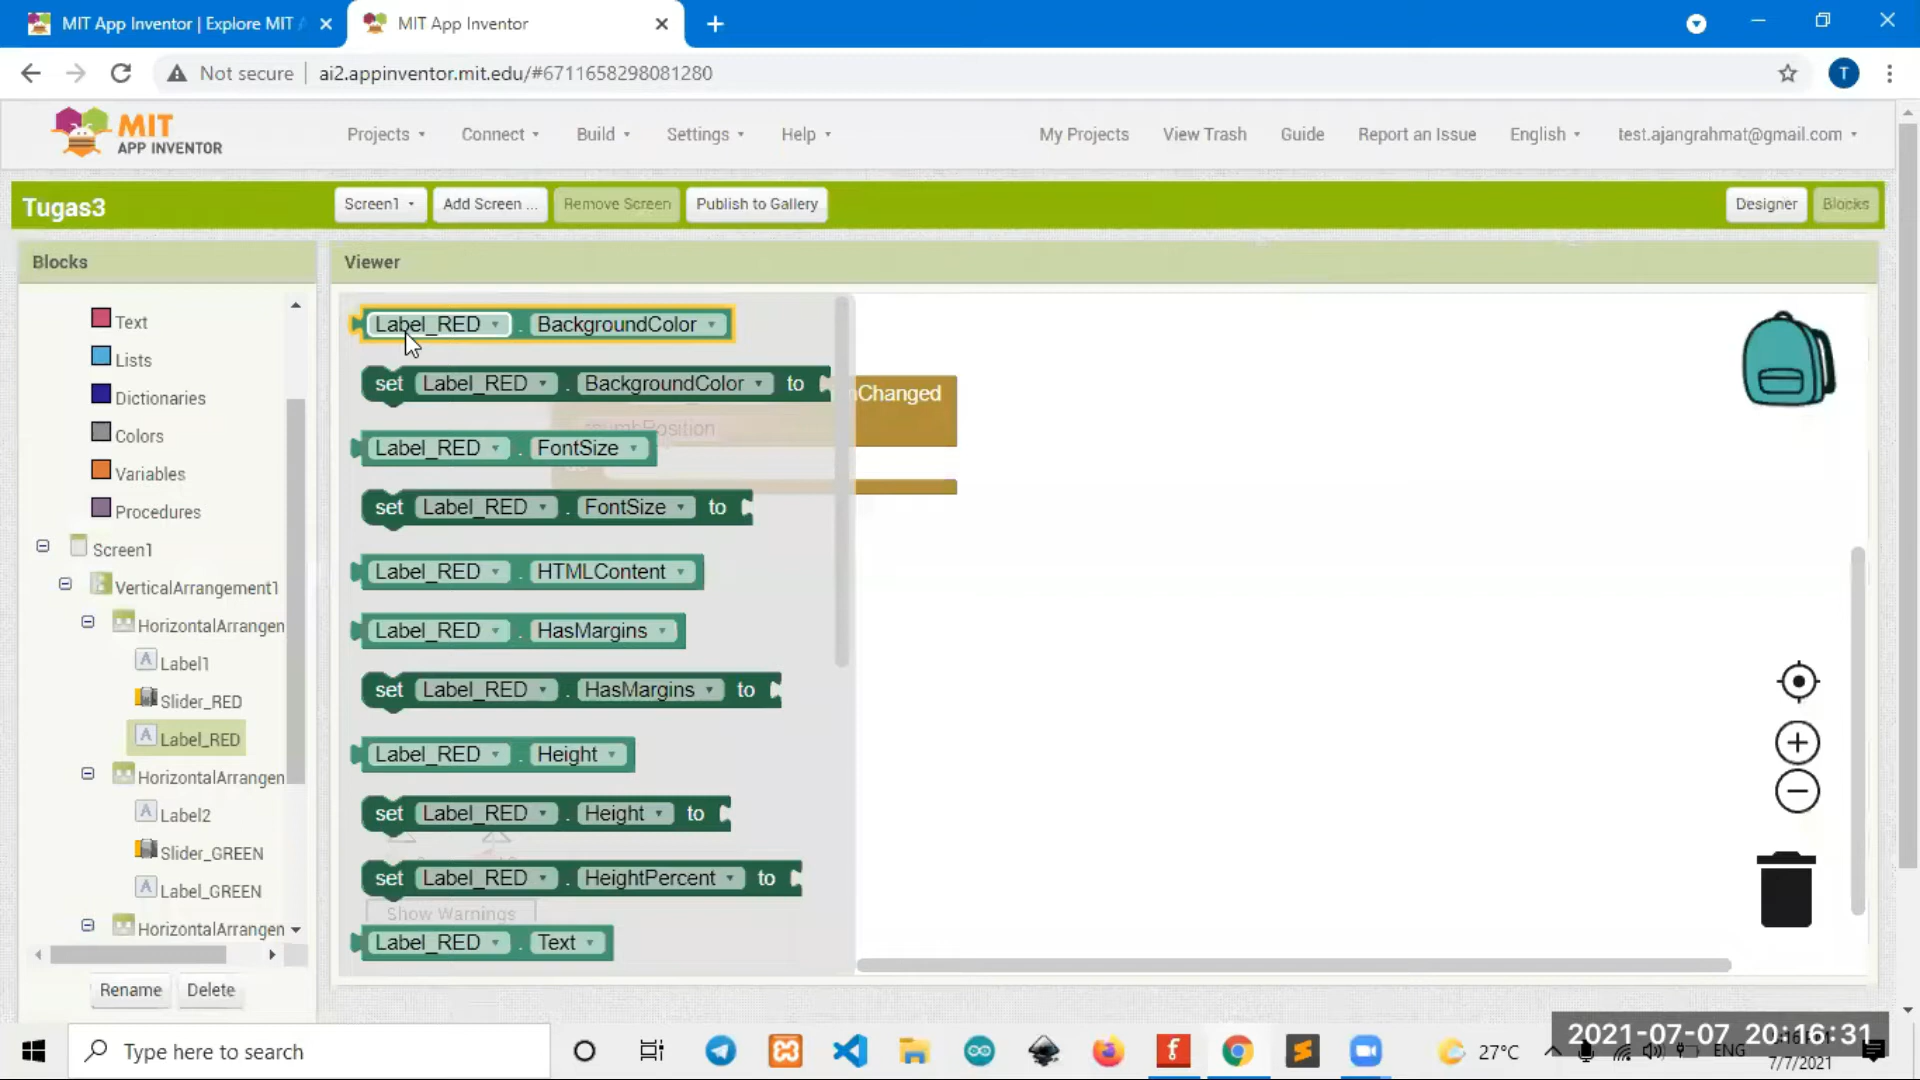 MIT App Inventor | Explore MIT
MIT App Inventor
Not secure
ai2.appinventor.mit.edu/#6711658298081280
T
MIT
APP INVENTOR
Projects
Connect
Build
Settings
Help
My Projects
View Trash
Guide
Report an Issue
English
test.ajangrahmat@gmail.com
Tugas3
Screen1
Add Screen ...
Remove Screen
Publish to Gallery
Designer
Blocks
Blocks
Viewer
Text
Lists
Dictionaries
Colors
Variables
Procedures
Screen1
VerticalArrangement1
HorizontalArrangen
Label1
Slider_RED
Label_RED
HorizontalArrangen
Label2
Slider_GREEN
Label_GREEN
HorizontalArrangen
Rename
Delete
Label_RED . BackgroundColor
set Label_RED . BackgroundColor to
Label_RED . FontSize
set Label_RED . FontSize to
Label_RED . HTMLContent
Label_RED . HasMargins
set Label_RED . HasMargins to
Label_RED . Height
set Label_RED . Height to
set Label_RED . HeightPercent to
Show Warnings
Label_RED . Text
nChanged
Type here to search
27°C
ENG
7/7/2021
2021-07-07 20:16:31